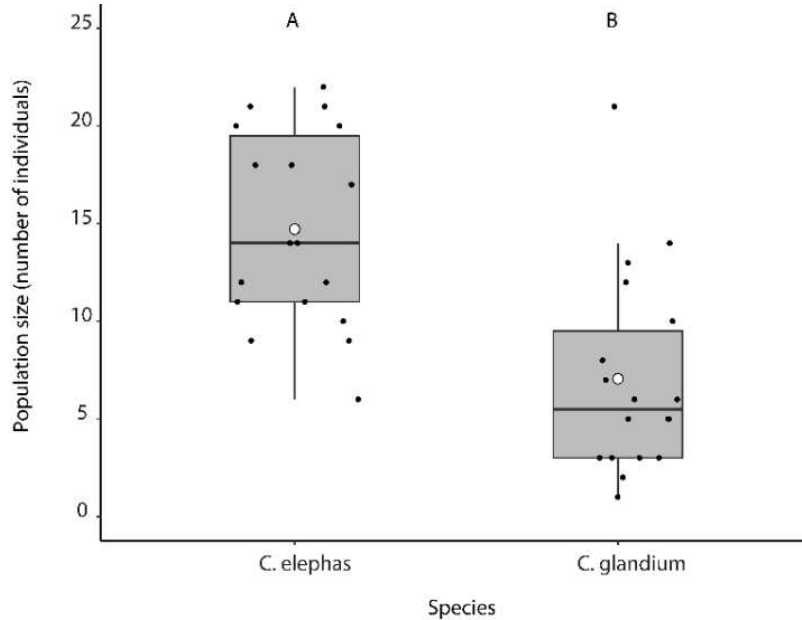 A B
Population size (number of individuals)
25
20
15
10
5
0
C. elephas C. glandium
Species